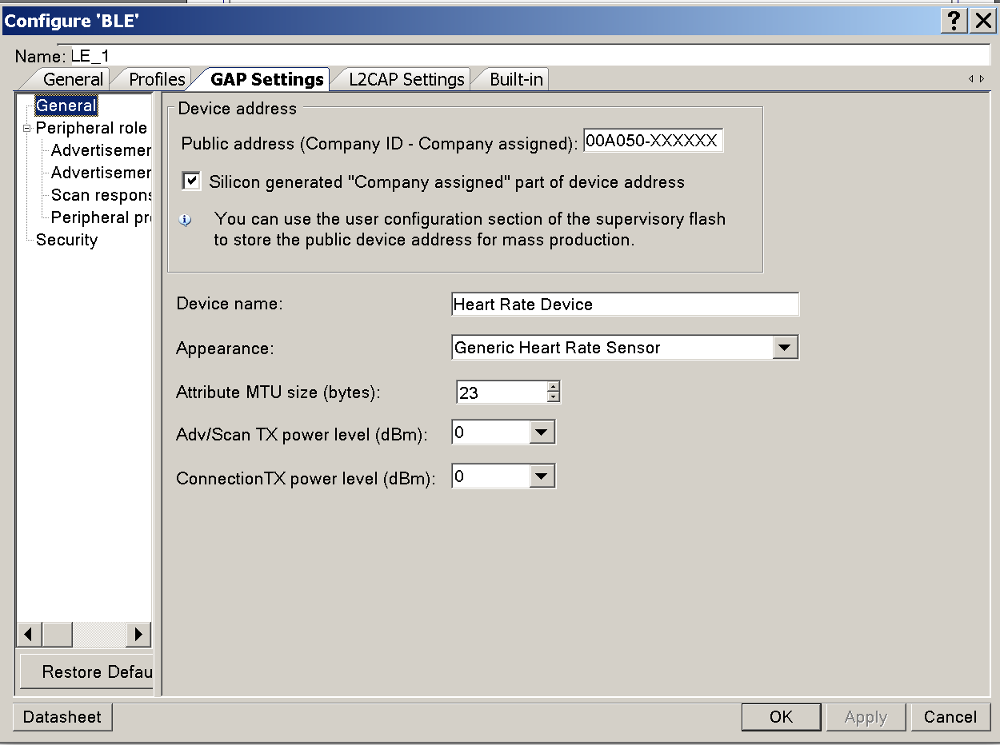 Configure 'BLE'
Name: LE_1
General Profiles GAP Settings L2CAP Settings Built-in
General
Peripheral role
Advertisemer
Advertisemer
Scan respons
Peripheral pr
Security
Restore Defau
Device address
Public address (Company ID - Company assigned): 00A050-XXXXXX
Silicon generated "Company assigned" part of device address
You can use the user configuration section of the supervisory flash
to store the public device address for mass production.
Device name: Heart Rate Device
Appearance: Generic Heart Rate Sensor
Attribute MTU size (bytes): 23
Adv/Scan TX power level (dBm): 0
ConnectionTX power level (dBm): 0
Datasheet OK Apply Cancel